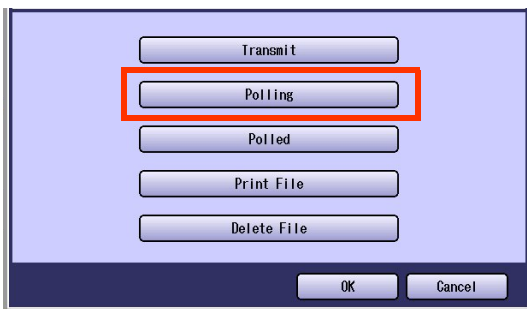 Transmit
Polling
Polled
Print File
Delete File
OK Cancel